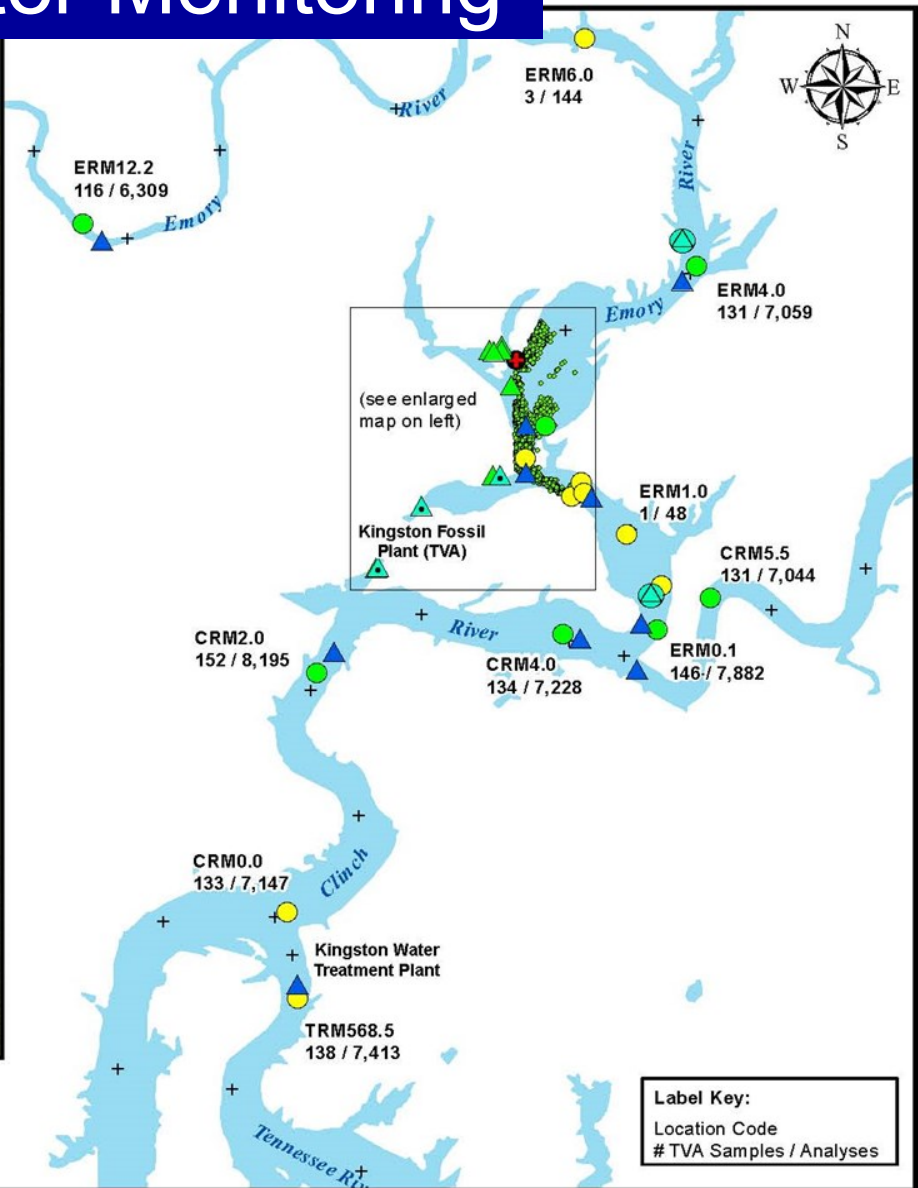 Monitoring
N
W E
S
ERM6.0
3 / 144
River
ERM12.2
116 / 6,309
Emory
River
ERM4.0
131 / 7,059
Emory
(see enlarged
map on left)
ERM1.0
1 / 48
Kingston Fossil
Plant (TVA)
CRM5.5
131 / 7,044
River
CRM2.0
152 / 8,195
CRM4.0
134 / 7,228
ERM0.1
146 / 7,882
CRM0.0
133 / 7,147
Clinch
Kingston Water
Treatment Plant
TRM568.5
138 / 7,413
Tennessee
Label Key:
Location Code
# TVA Samples / Analyses